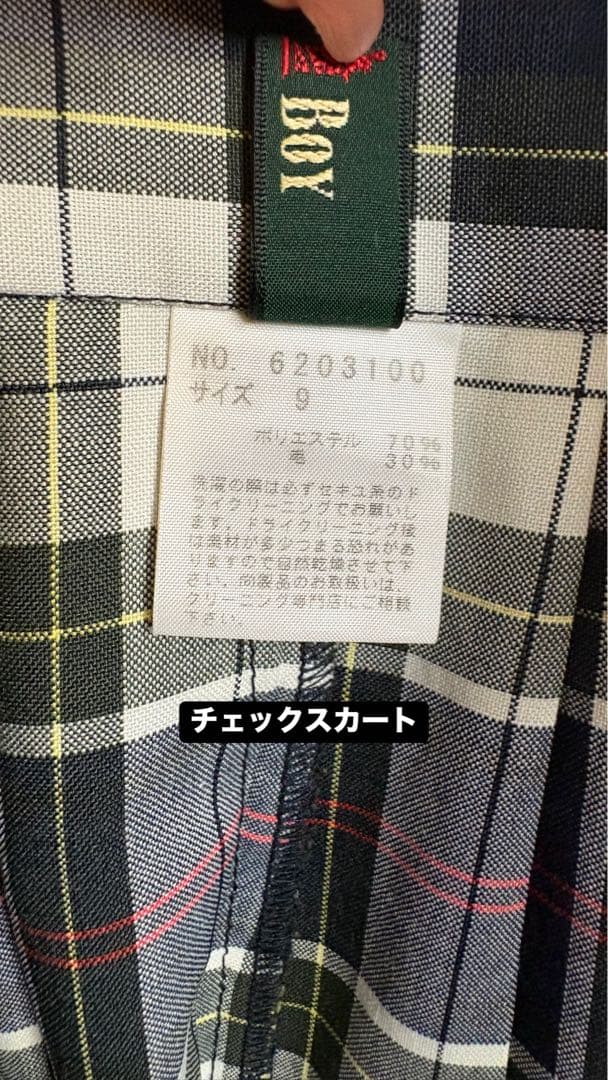 BOY
NO. 6203100
サイズ 9
ポリエステル 70%
毛 30%
洗濯の際は必ずセキユ系のド
ライクリーニングでお願いし
ます。ドライクリーニング後
は素材が多少つまる恐れがあ
りますので自然乾燥させて下
さい。尚製品のお取扱いは、
クリーニング専門店にご相談
下さい。
チェックスカート